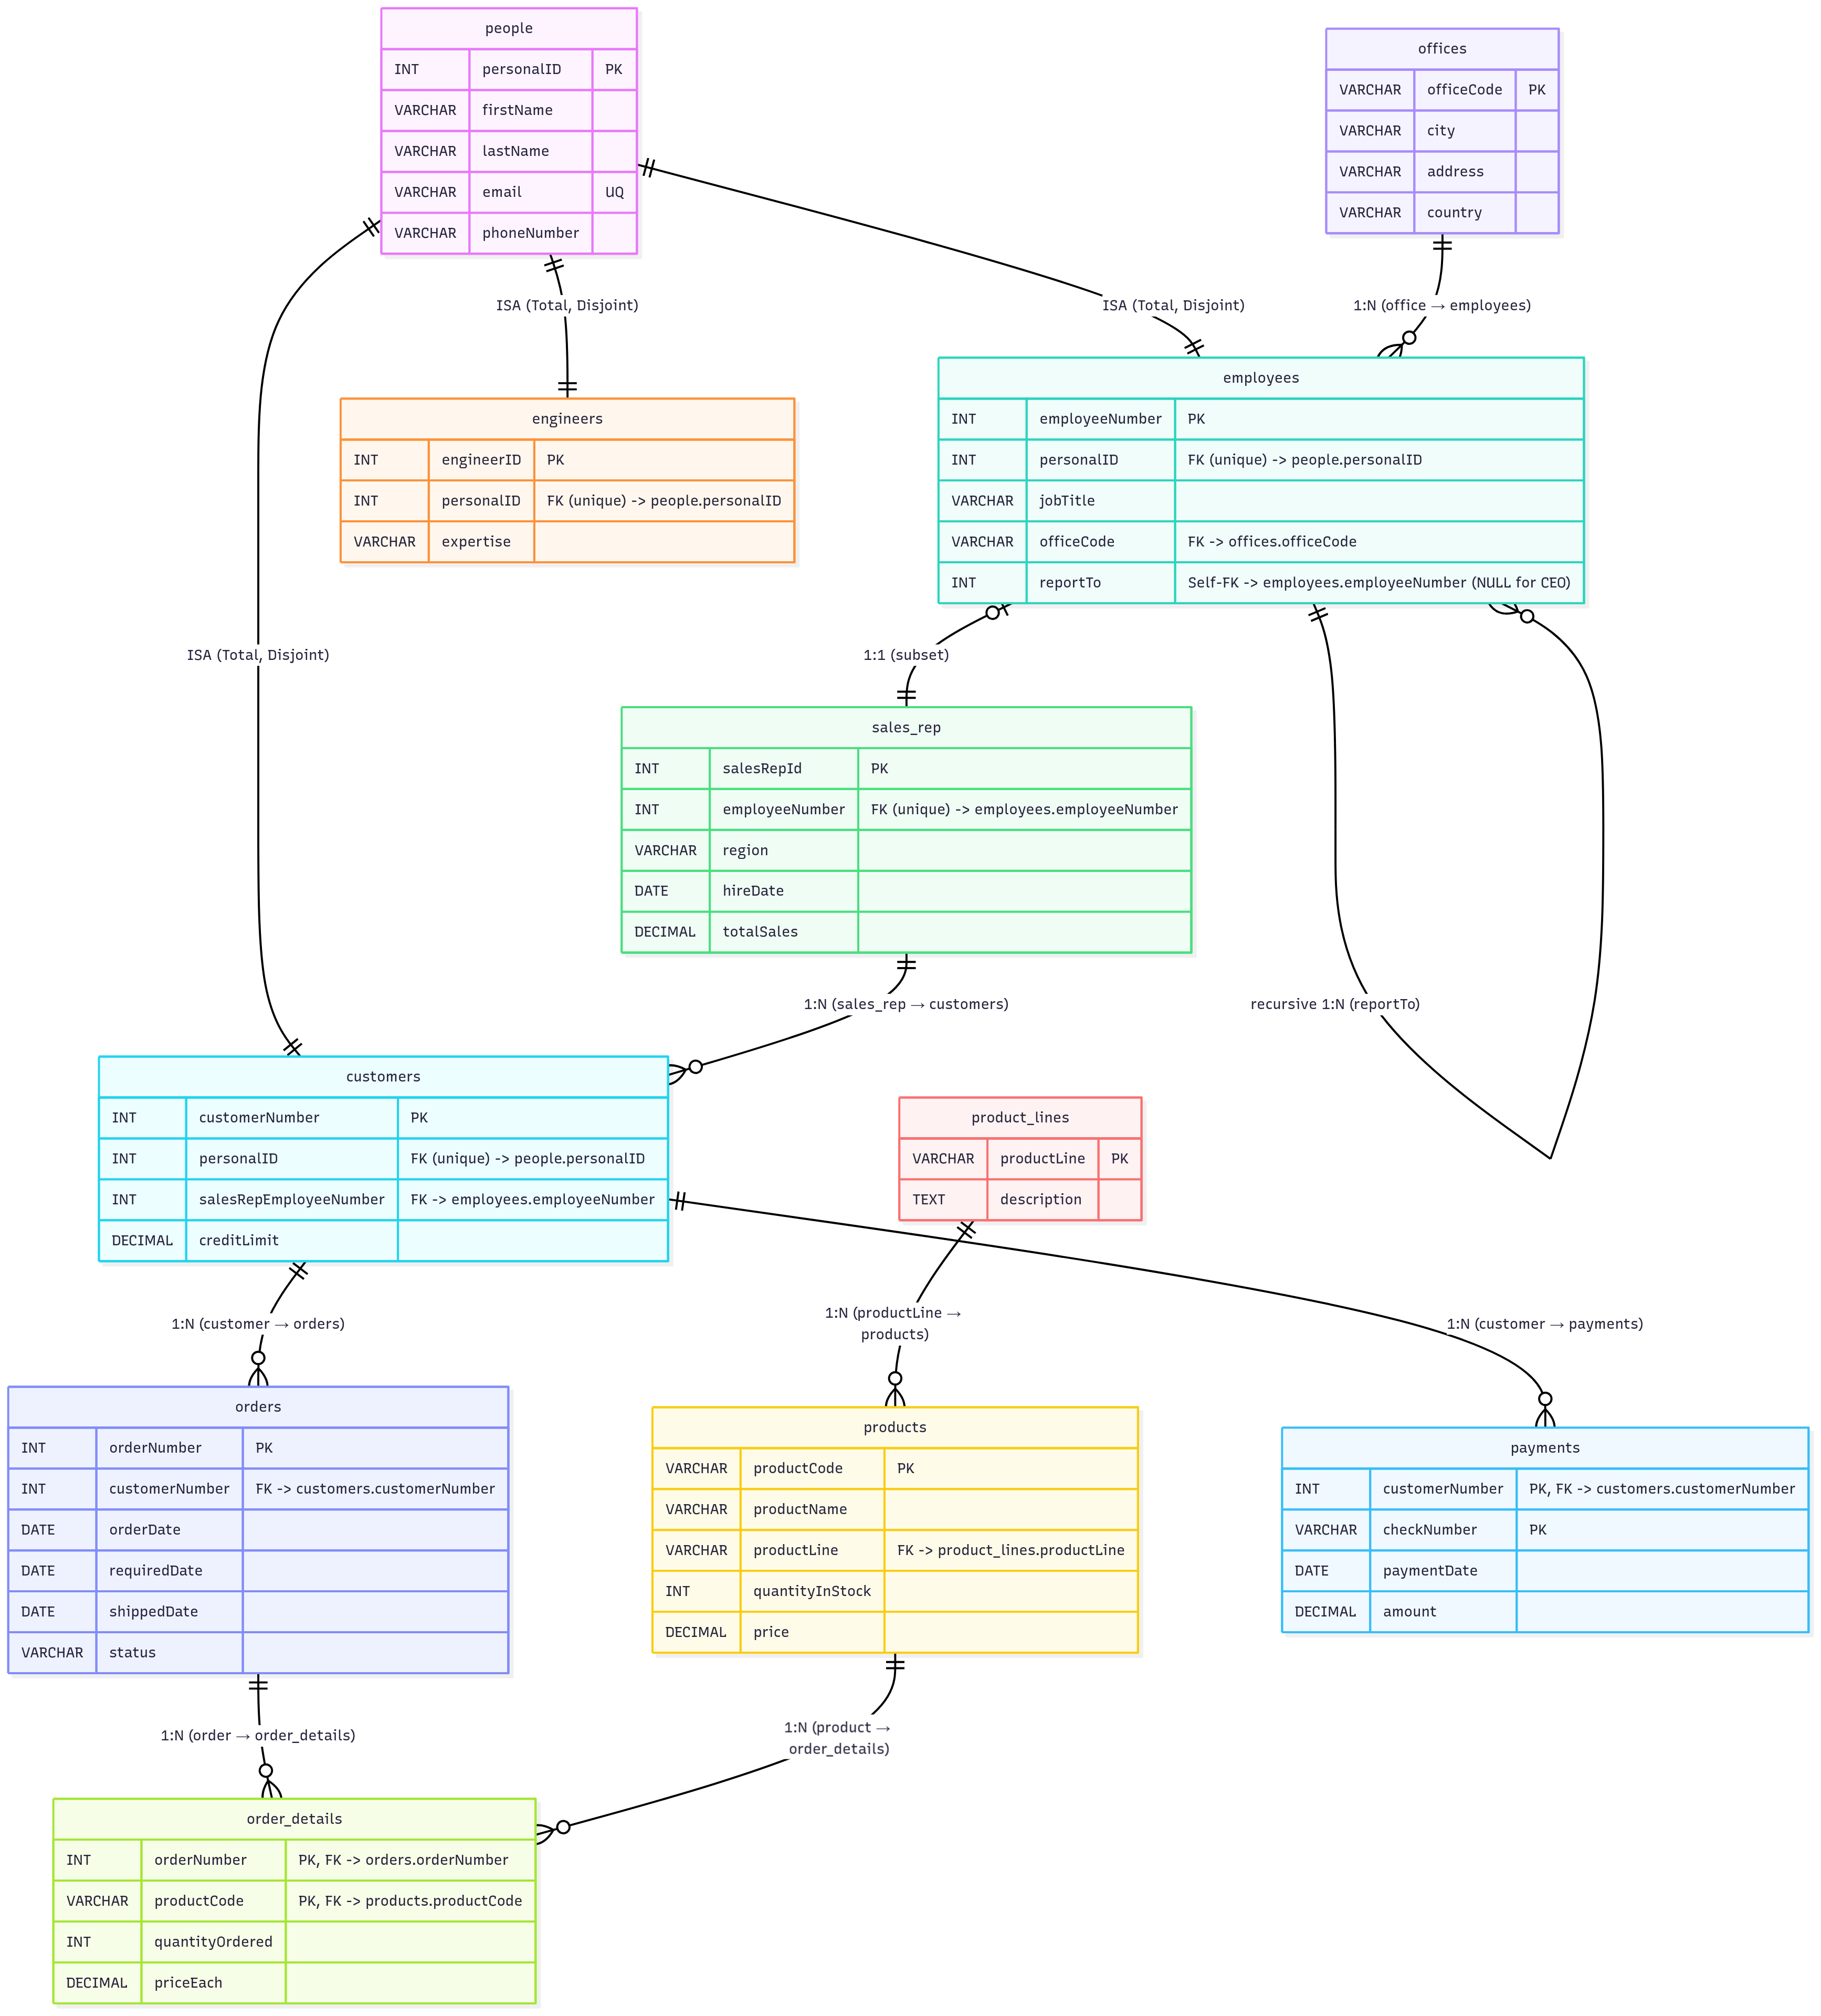 people
INT personalID PK
VARCHAR firstName
VARCHAR lastName
VARCHAR email UQ
VARCHAR phoneNumber
offices
VARCHAR officeCode PK
VARCHAR city
VARCHAR address
VARCHAR country
ISA (Total, Disjoint)
ISA (Total, Disjoint)
1:N (office → employees)
engineers
INT engineerID PK
INT personalID FK (unique) -> people.personalID
VARCHAR expertise
employees
INT employeeNumber PK
INT personalID FK (unique) -> people.personalID
VARCHAR jobTitle
VARCHAR officeCode FK -> offices.officeCode
INT reportTo Self-FK -> employees.employeeNumber (NULL for CEO)
ISA (Total, Disjoint)
1:1 (subset)
sales_rep
INT salesRepId PK
INT employeeNumber FK (unique) -> employees.employeeNumber
VARCHAR region
DATE hireDate
DECIMAL totalSales
1:N (sales_rep → customers)
recursive 1:N (reportTo)
customers
INT customerNumber PK
INT personalID FK (unique) -> people.personalID
INT salesRepEmployeeNumber FK -> employees.employeeNumber
DECIMAL creditLimit
product_lines
VARCHAR productLine PK
TEXT description
1:N (customer → orders)
1:N (productLine →
products)
1:N (customer → payments)
orders
INT orderNumber PK
INT customerNumber FK -> customers.customerNumber
DATE orderDate
DATE requiredDate
DATE shippedDate
VARCHAR status
products
VARCHAR productCode PK
VARCHAR productName
VARCHAR productLine FK -> product_lines.productLine
INT quantityInStock
DECIMAL price
payments
INT customerNumber PK, FK -> customers.customerNumber
VARCHAR checkNumber PK
DATE paymentDate
DECIMAL amount
1:N (order → order_details)
1:N (product →
order_details)
order_details
INT orderNumber PK, FK -> orders.orderNumber
VARCHAR productCode PK, FK -> products.productCode
INT quantityOrdered
DECIMAL priceEach